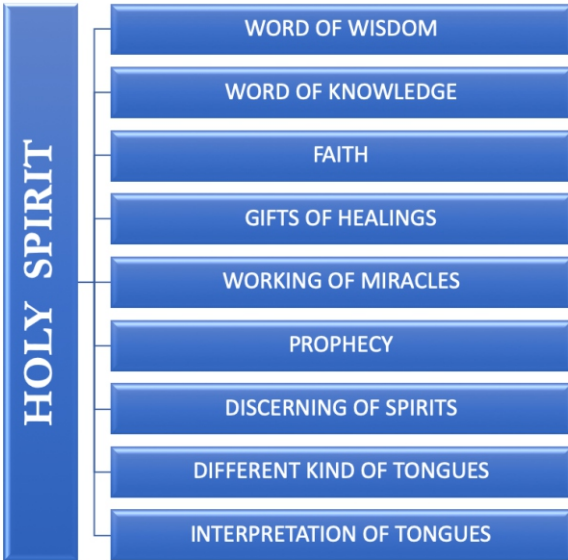 HOLY SPIRIT
WORD OF WISDOM
WORD OF KNOWLEDGE
FAITH
GIFTS OF HEALINGS
WORKING OF MIRACLES
PROPHECY
DISCERNING OF SPIRITS
DIFFERENT KIND OF TONGUES
INTERPRETATION OF TONGUES